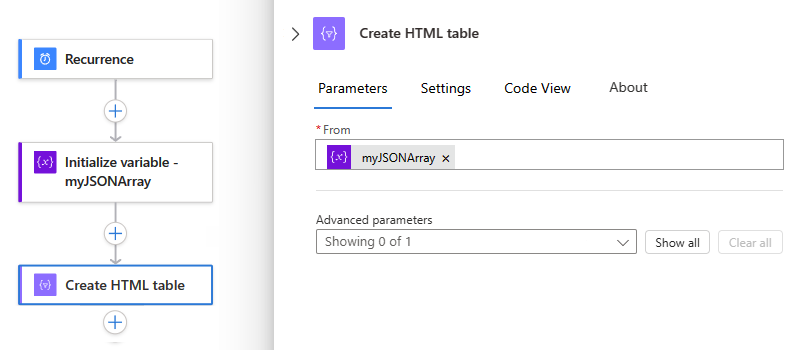 Recurrence
Initialize variable -
myJSONArray
Create HTML table
Create HTML table
Parameters
Settings
Code View
About
* From
{x} myJSONArray ×
Advanced parameters
Showing 0 of 1
Show all
Clear all